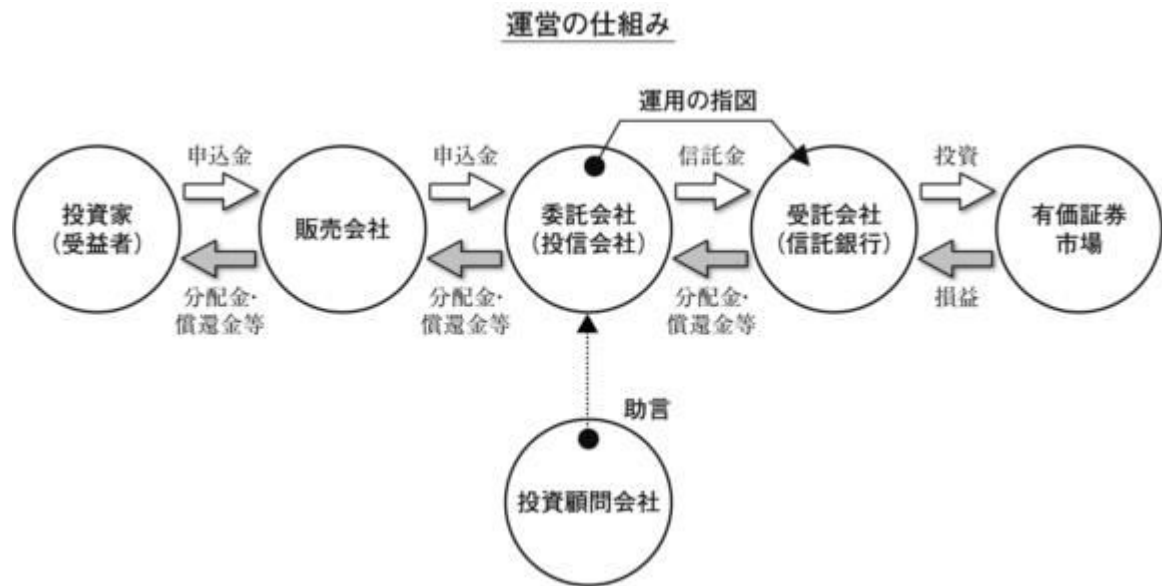 運営の仕組み
運用の指図
申込金
申込金
信託金
投資
投資家
（受益者）
販売会社
委託会社
（投信会社）
受託会社
（信託銀行）
有価証券
市場
分配金・
償還金等
分配金・
償還金等
分配金・
償還金等
損益
助言
投資顧問会社